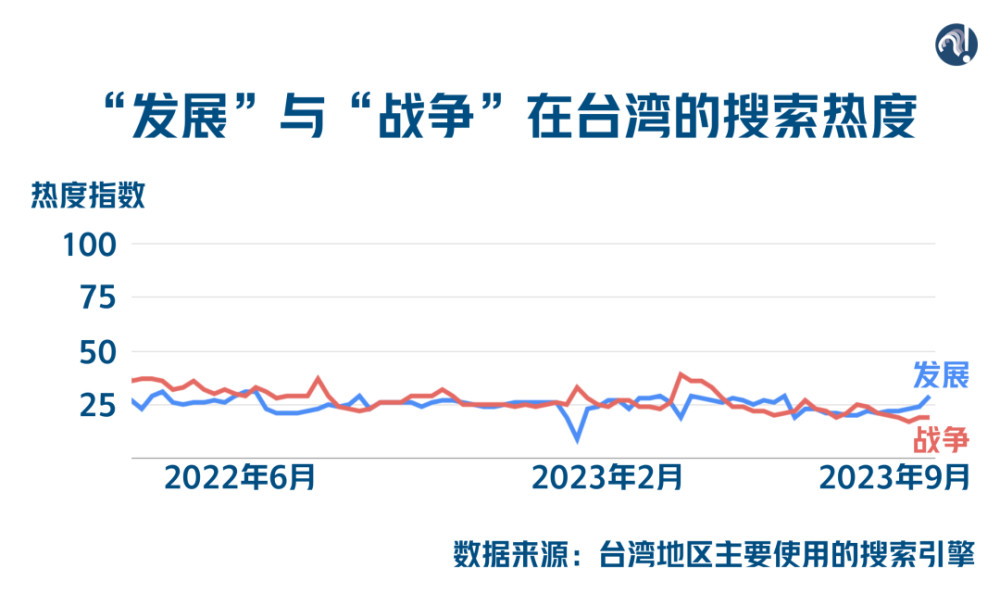 “发展”与“战争”在台湾的搜索热度
热度指数
100
75
50
25
发展
战争
2022年6月 2023年2月 2023年9月
数据来源：台湾地区主要使用的搜索引擎